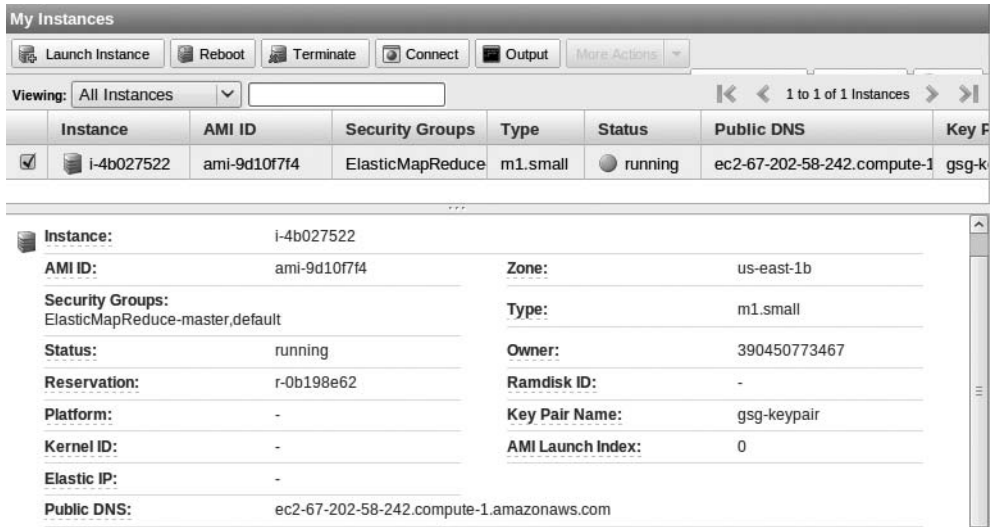 My Instances
Launch Instance Reboot Terminate Connect Output More Actions
Viewing: All Instances 1 to 1 of 1 Instances
Instance AMI ID Security Groups Type Status Public DNS Key P
i-4b027522 ami-9d10f7f4 ElasticMapReduce- m1.small running ec2-67-202-58-242.compute-1 gsg-k
Instance: i-4b027522
AMI ID: ami-9d10f7f4 Zone: us-east-1b
Security Groups:
ElasticMapReduce-master,default
Type: m1.small
Status: running Owner: 390450773467
Reservation: r-0b198e62 Ramdisk ID: -
Platform: - Key Pair Name: gsg-keypair
Kernel ID: - AMI Launch Index: 0
Elastic IP: -
Public DNS: ec2-67-202-58-242.compute-1.amazonaws.com